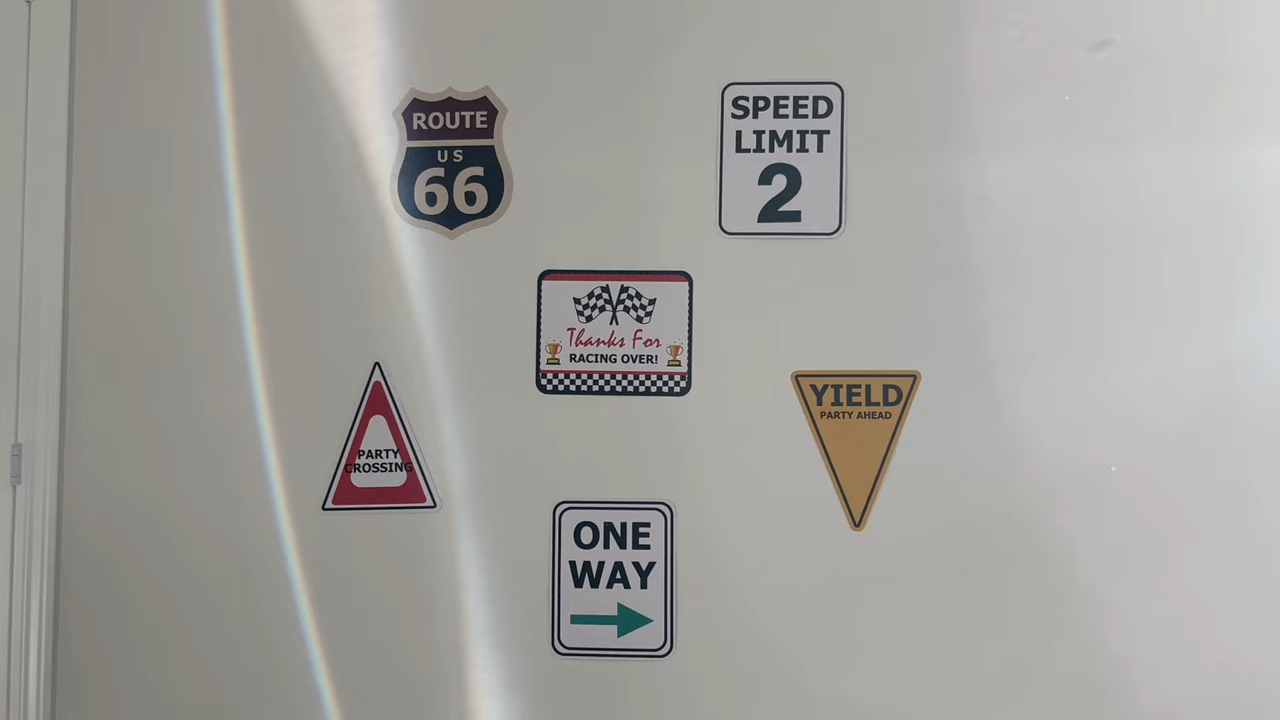 ROUTE
US
66
SPEED
LIMIT
2
Thanks For
RACING OVER!
PARTY
CROSSING
YIELD
PARTY AHEAD
ONE
WAY